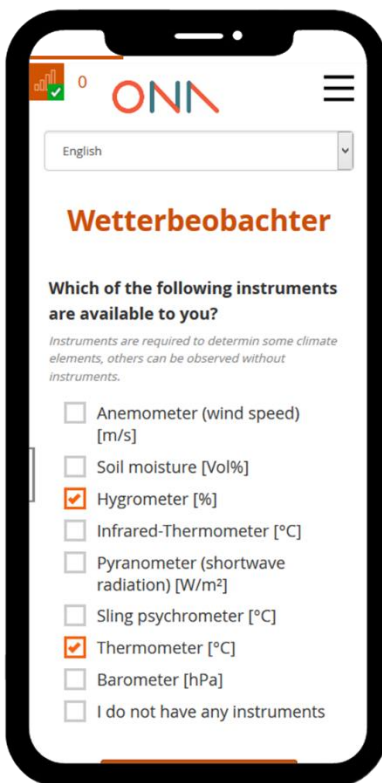 0
ONA
English
Wetterbeobachter
Which of the following instruments
are available to you?
Instruments are required to determin some climate
elements, others can be observed without
instruments.
Anemometer (wind speed)
[m/s]
Soil moisture [Vol%]
Hygrometer [%]
Infrared-Thermometer [°C]
Pyranometer (shortwave
radiation) [W/m²]
Sling psychrometer [°C]
Thermometer [°C]
Barometer [hPa]
I do not have any instruments